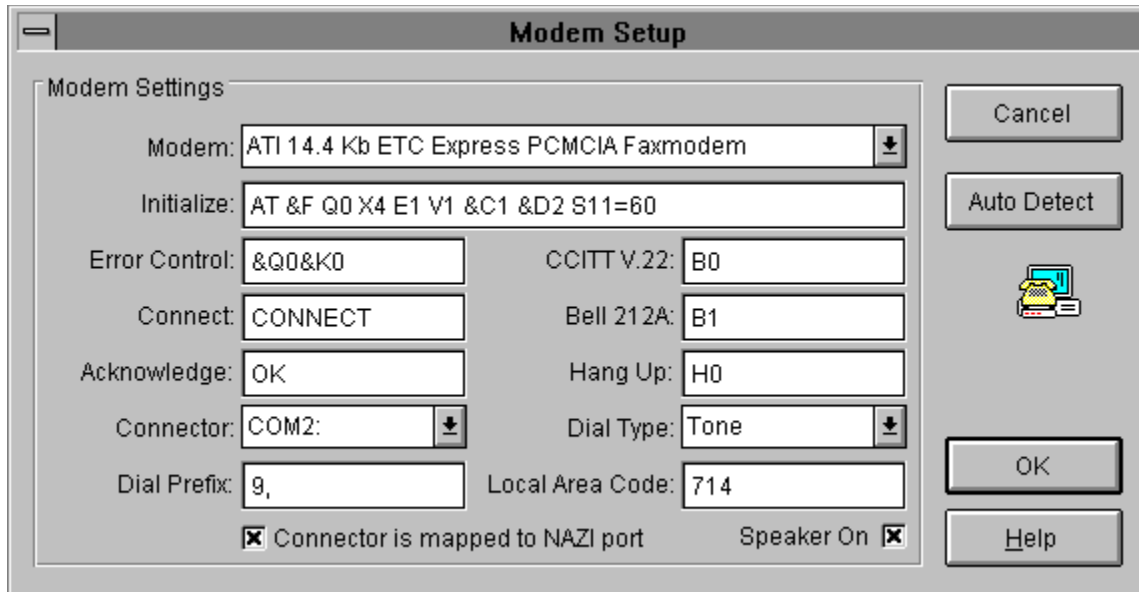 Modem Setup
Modem Settings
Modem: ATI 14.4 Kb ETC Express PCMCIA Faxmodem
Initialize: AT &F Q0 X4 E1 V1 &C1 &D2 S11=60
Error Control: &Q0&K0 CCITT V.22: B0
Connect: CONNECT Bell 212A: B1
Acknowledge: OK Hang Up: H0
Connector: COM2: Dial Type: Tone
Dial Prefix: 9, Local Area Code: 714
Connector is mapped to NAZI port Speaker On
Cancel
Auto Detect
OK
Help